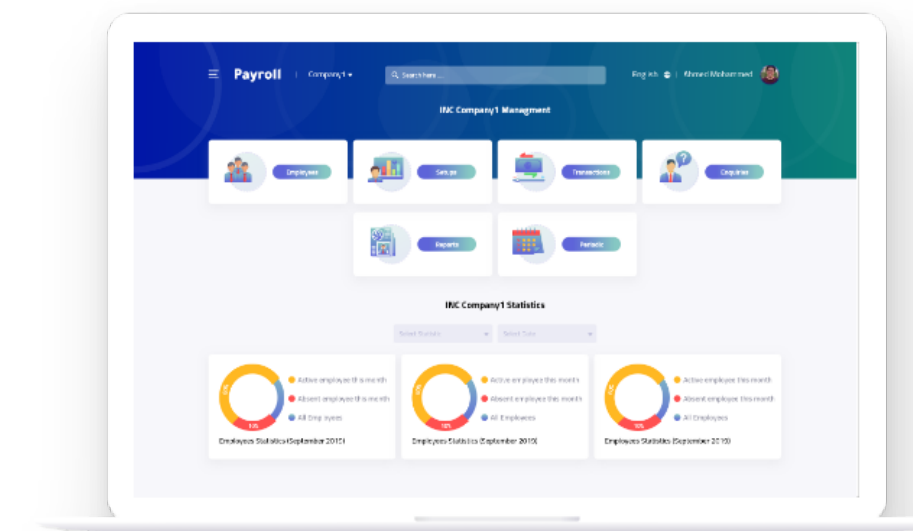 Payroll
Company1
Search here ...
English
Ahmed Mohammed
INC Company1 Managment
Employees
Setups
Transactions
Enquiries
Reports
Periodic
INC Company1 Statistics
Select Statistic
Select Date
Active employee this month
Absent employee this month
All Employees
Employees Statistics (September 2019)
Active employee this month
Absent employee this month
All Employees
Employees Statistics (September 2019)
Active employee this month
Absent employee this month
All Employees
Employees Statistics (September 2019)